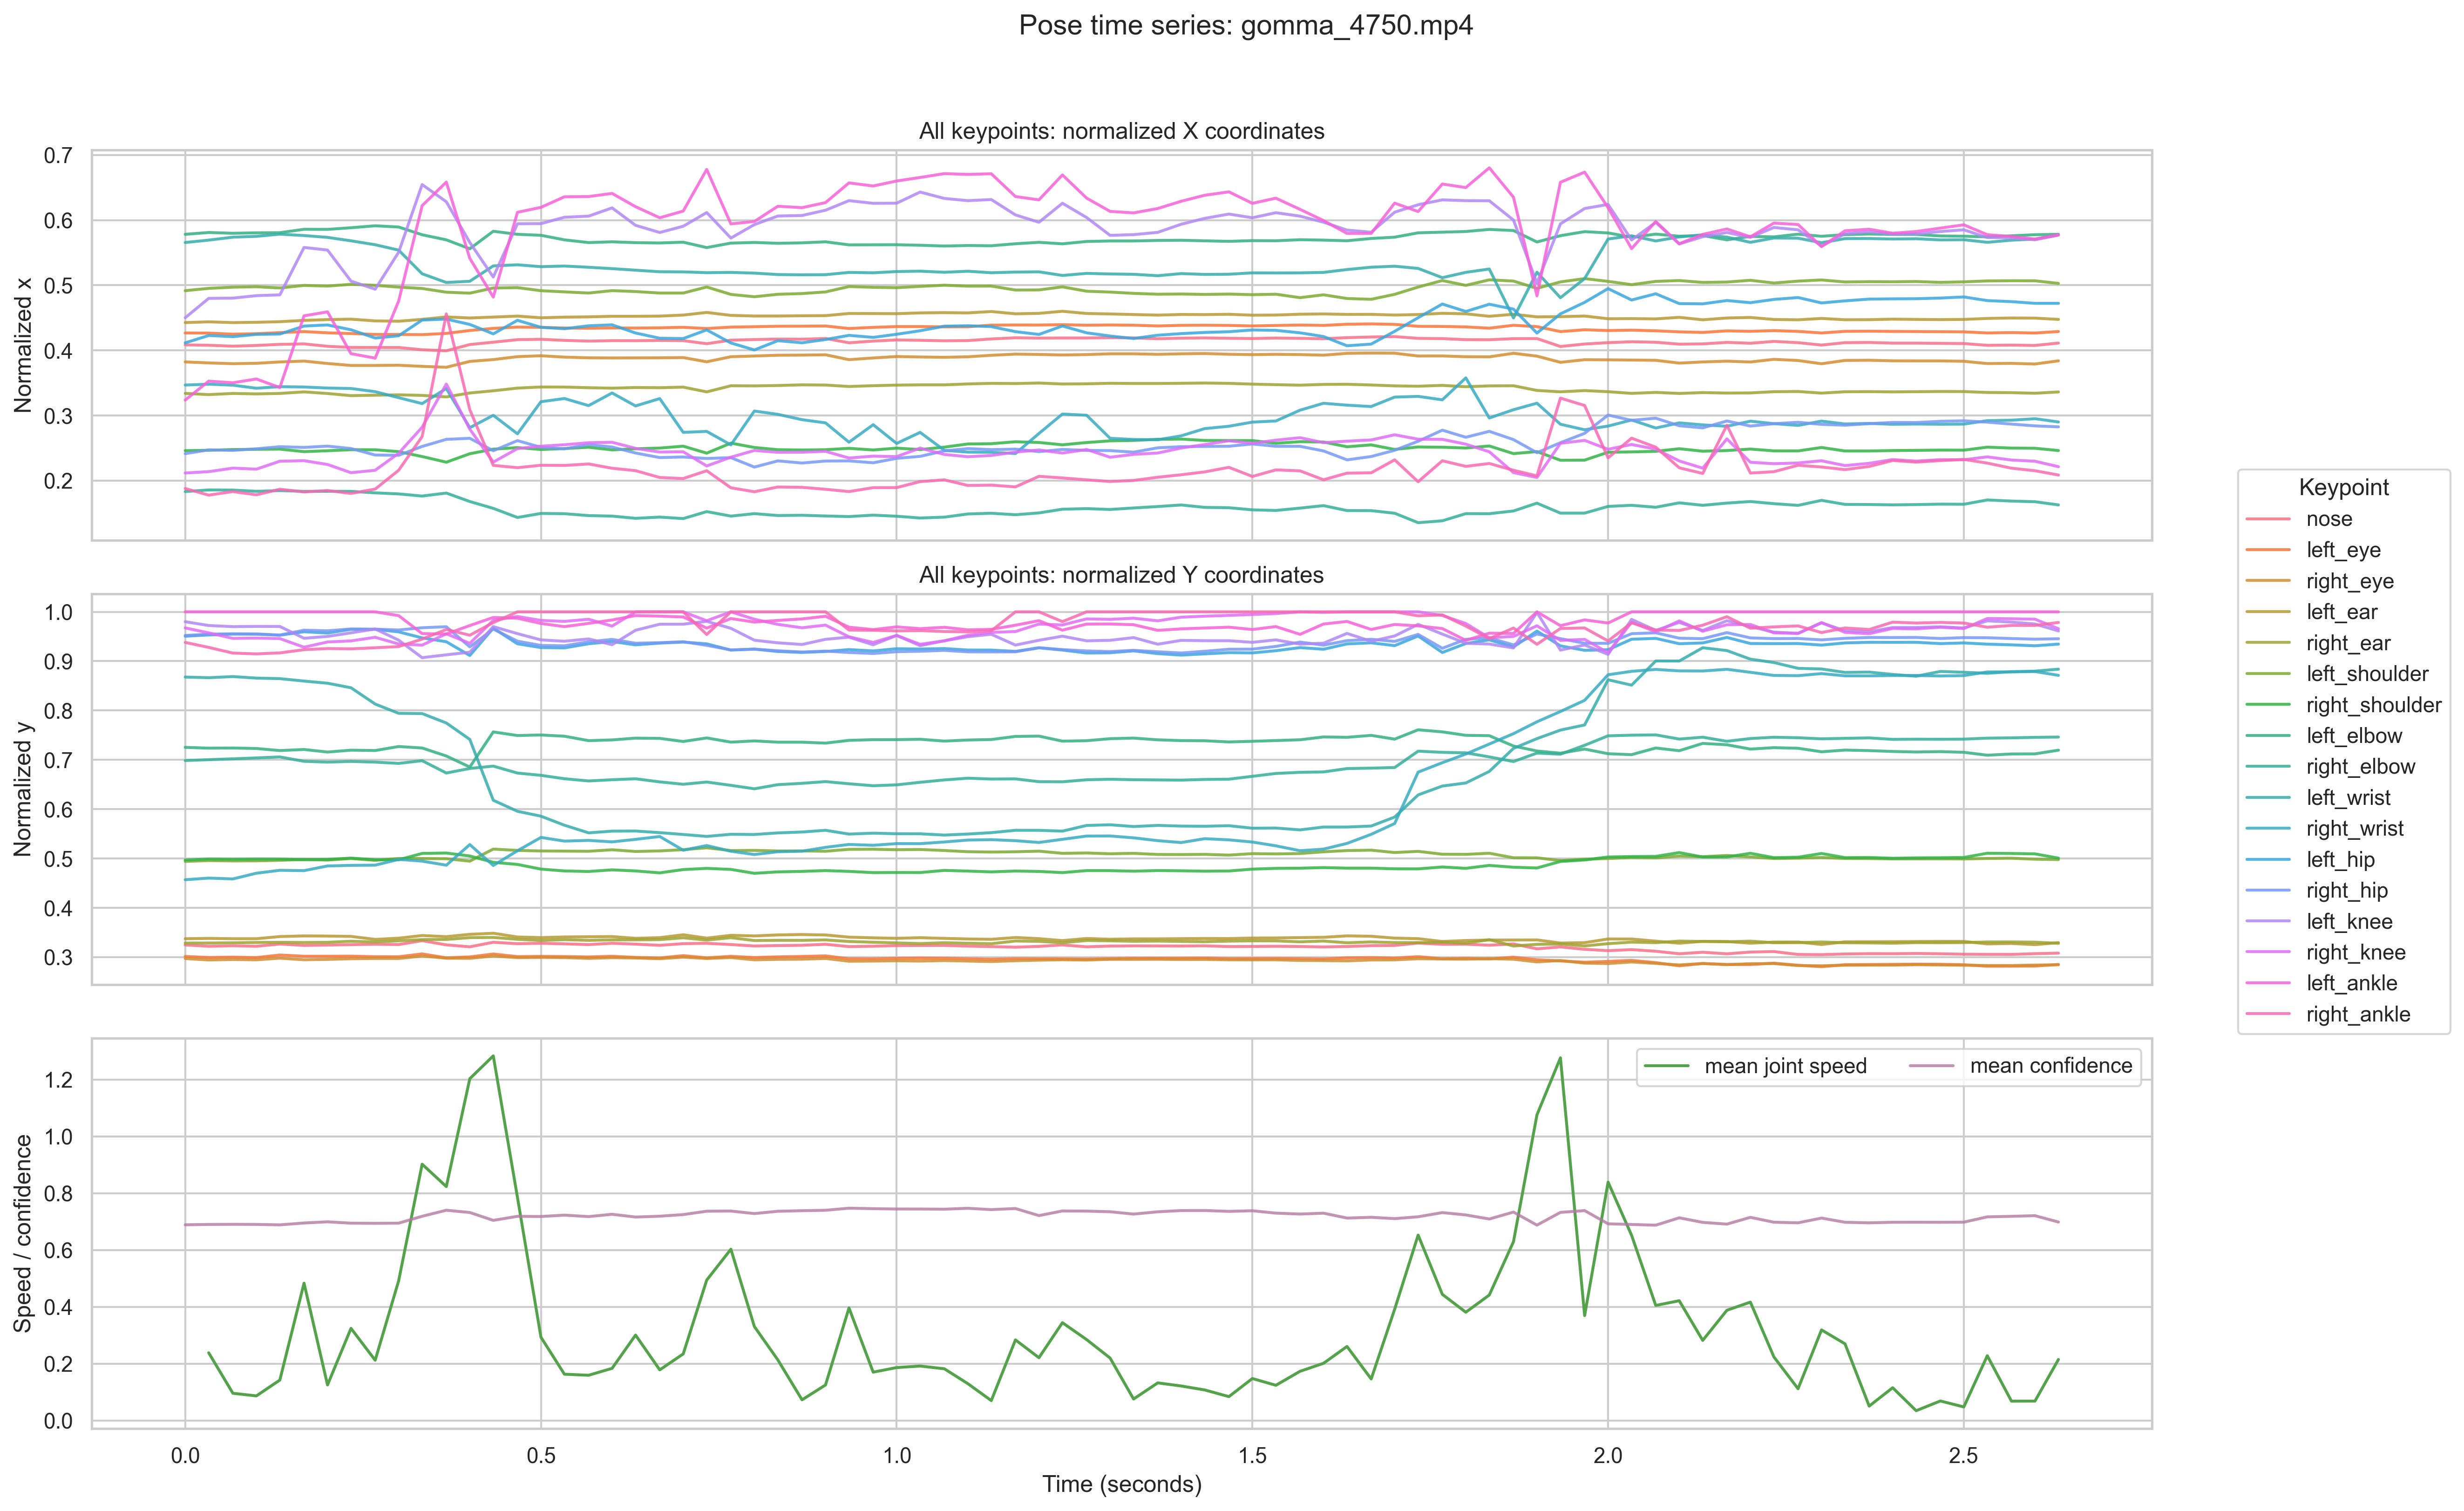 Pose time series: gomma_4750.mp4
All keypoints: normalized X coordinates
Normalized x
0.7
0.6
0.5
0.4
0.3
0.2
All keypoints: normalized Y coordinates
Normalized y
1.0
0.9
0.8
0.7
0.6
0.5
0.4
0.3
Keypoint
nose
left_eye
right_eye
left_ear
right_ear
left_shoulder
right_shoulder
left_elbow
right_elbow
left_wrist
right_wrist
left_hip
right_hip
left_knee
right_knee
left_ankle
right_ankle
mean joint speed
mean confidence
Speed / confidence
1.2
1.0
0.8
0.6
0.4
0.2
0.0
0.0
0.5
1.0
1.5
2.0
2.5
Time (seconds)